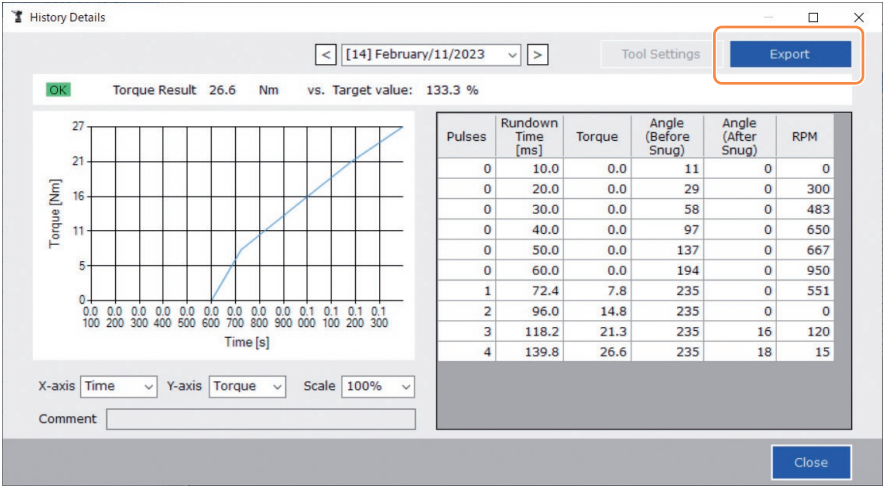 History Details
< [14] February/11/2023 >
Tool Settings
Export
OK Torque Result 26.6 Nm vs. Target value: 133.3 %
27
21
16
11
5
0
Torque [Nm]
0.0 0.0 0.0 0.0 0.0 0.0 0.0 0.0 0.0 0.1 0.1 0.1 0.1
100 200 300 400 500 600 700 800 900 000 100 200 300
Time [s]
X-axis Time Y-axis Torque Scale 100%
Comment
Pulses Rundown Time [ms] Torque Angle (Before Snug) Angle (After Snug) RPM
0 10.0 0.0 11 0 0
0 20.0 0.0 29 0 300
0 30.0 0.0 58 0 483
0 40.0 0.0 97 0 650
0 50.0 0.0 137 0 667
0 60.0 0.0 194 0 950
1 72.4 7.8 235 0 551
2 96.0 14.8 235 0 0
3 118.2 21.3 235 16 120
4 139.8 26.6 235 18 15
Close